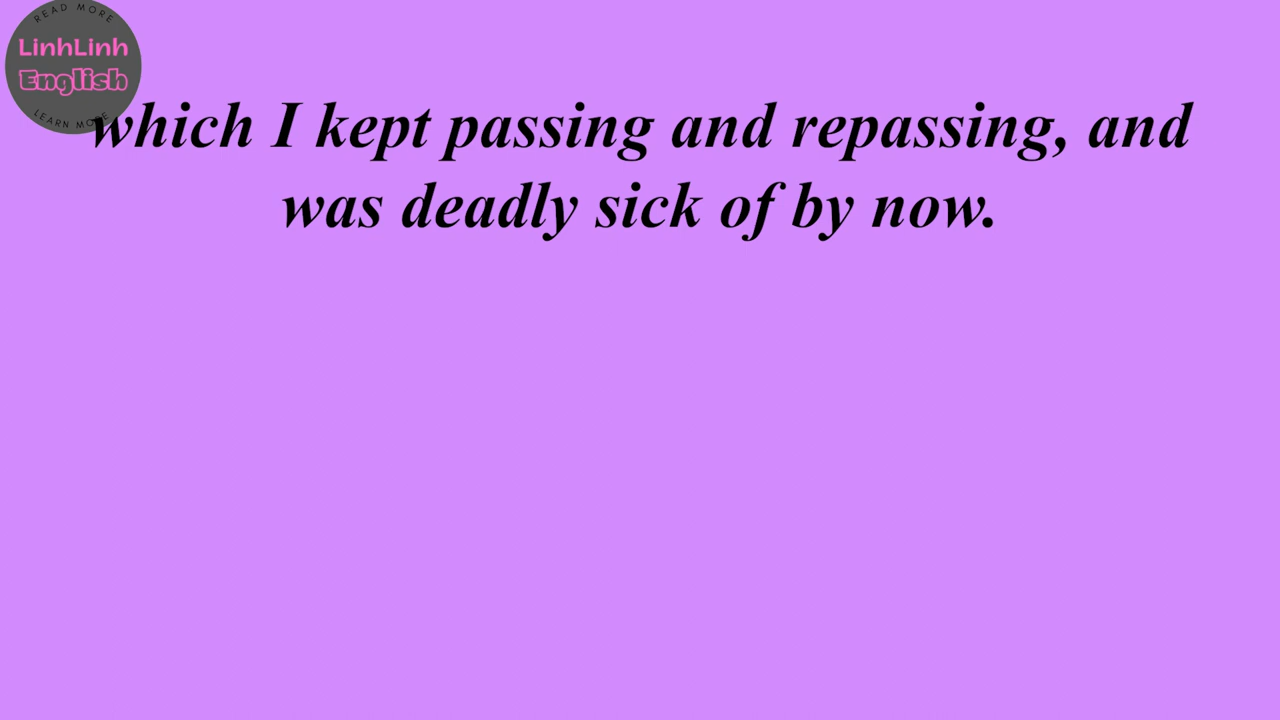 READ MORE
LinhLinh
English
LEARN MORE
which I kept passing and repassing, and
was deadly sick of by now.